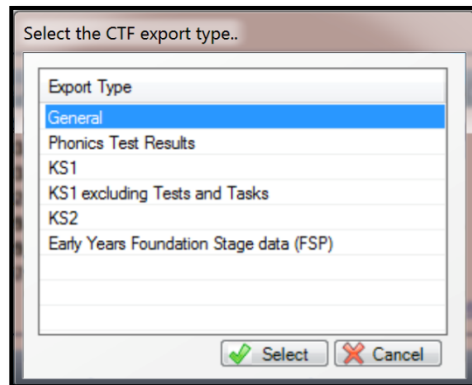 Select the CTF export type..
Export Type
General
Phonics Test Results
KS1
KS1 excluding Tests and Tasks
KS2
Early Years Foundation Stage data (FSP)
Select Cancel